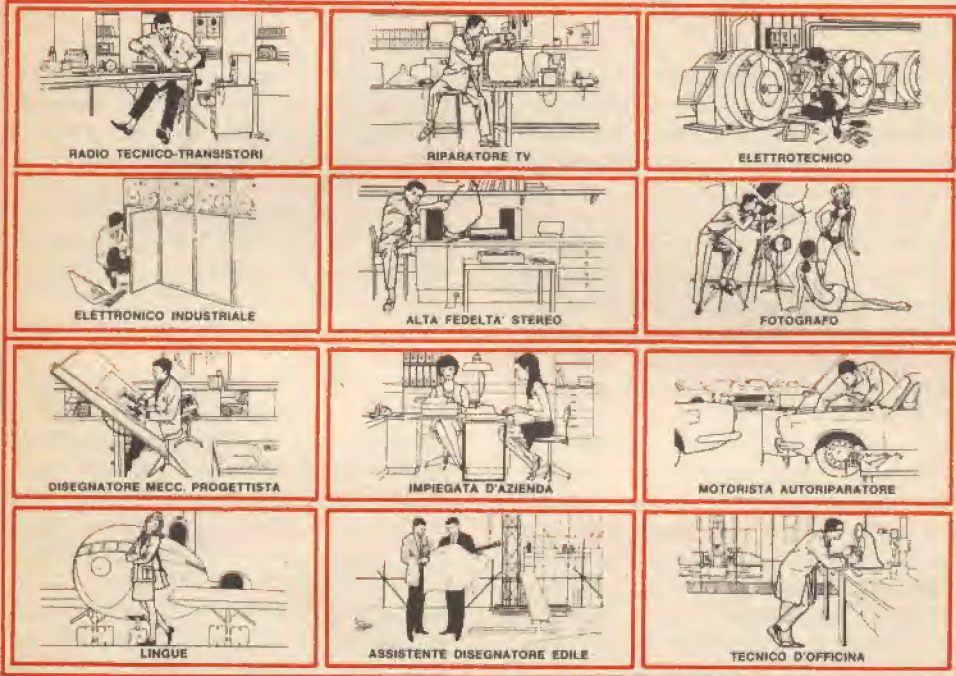 RADIO TECNICO-TRANSISTORI
RIPARATORE TV
ELETTROTECNICO
ELETTRONICO INDUSTRIALE
ALTA FEDELTA' STEREO
FOTOGRAFO
DISEGNATORE MECC. PROGETTISTA
IMPIEGATA D'AZIENDA
MOTORISTA AUTORIPARATORE
LINGUE
ASSISTENTE DISEGNATORE EDILE
TECNICO D'OFFICINA